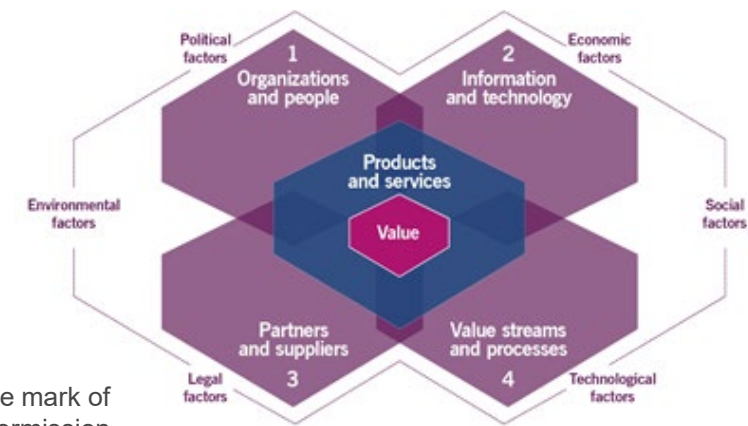 Political
factors
Economic
factors
1
Organizations
and people
2
Information
and technology
Products
and services
Environmental
factors
Value
Social
factors
Partners
and suppliers
3
Value streams
and processes
4
Legal
factors
Technological
factors
e mark of